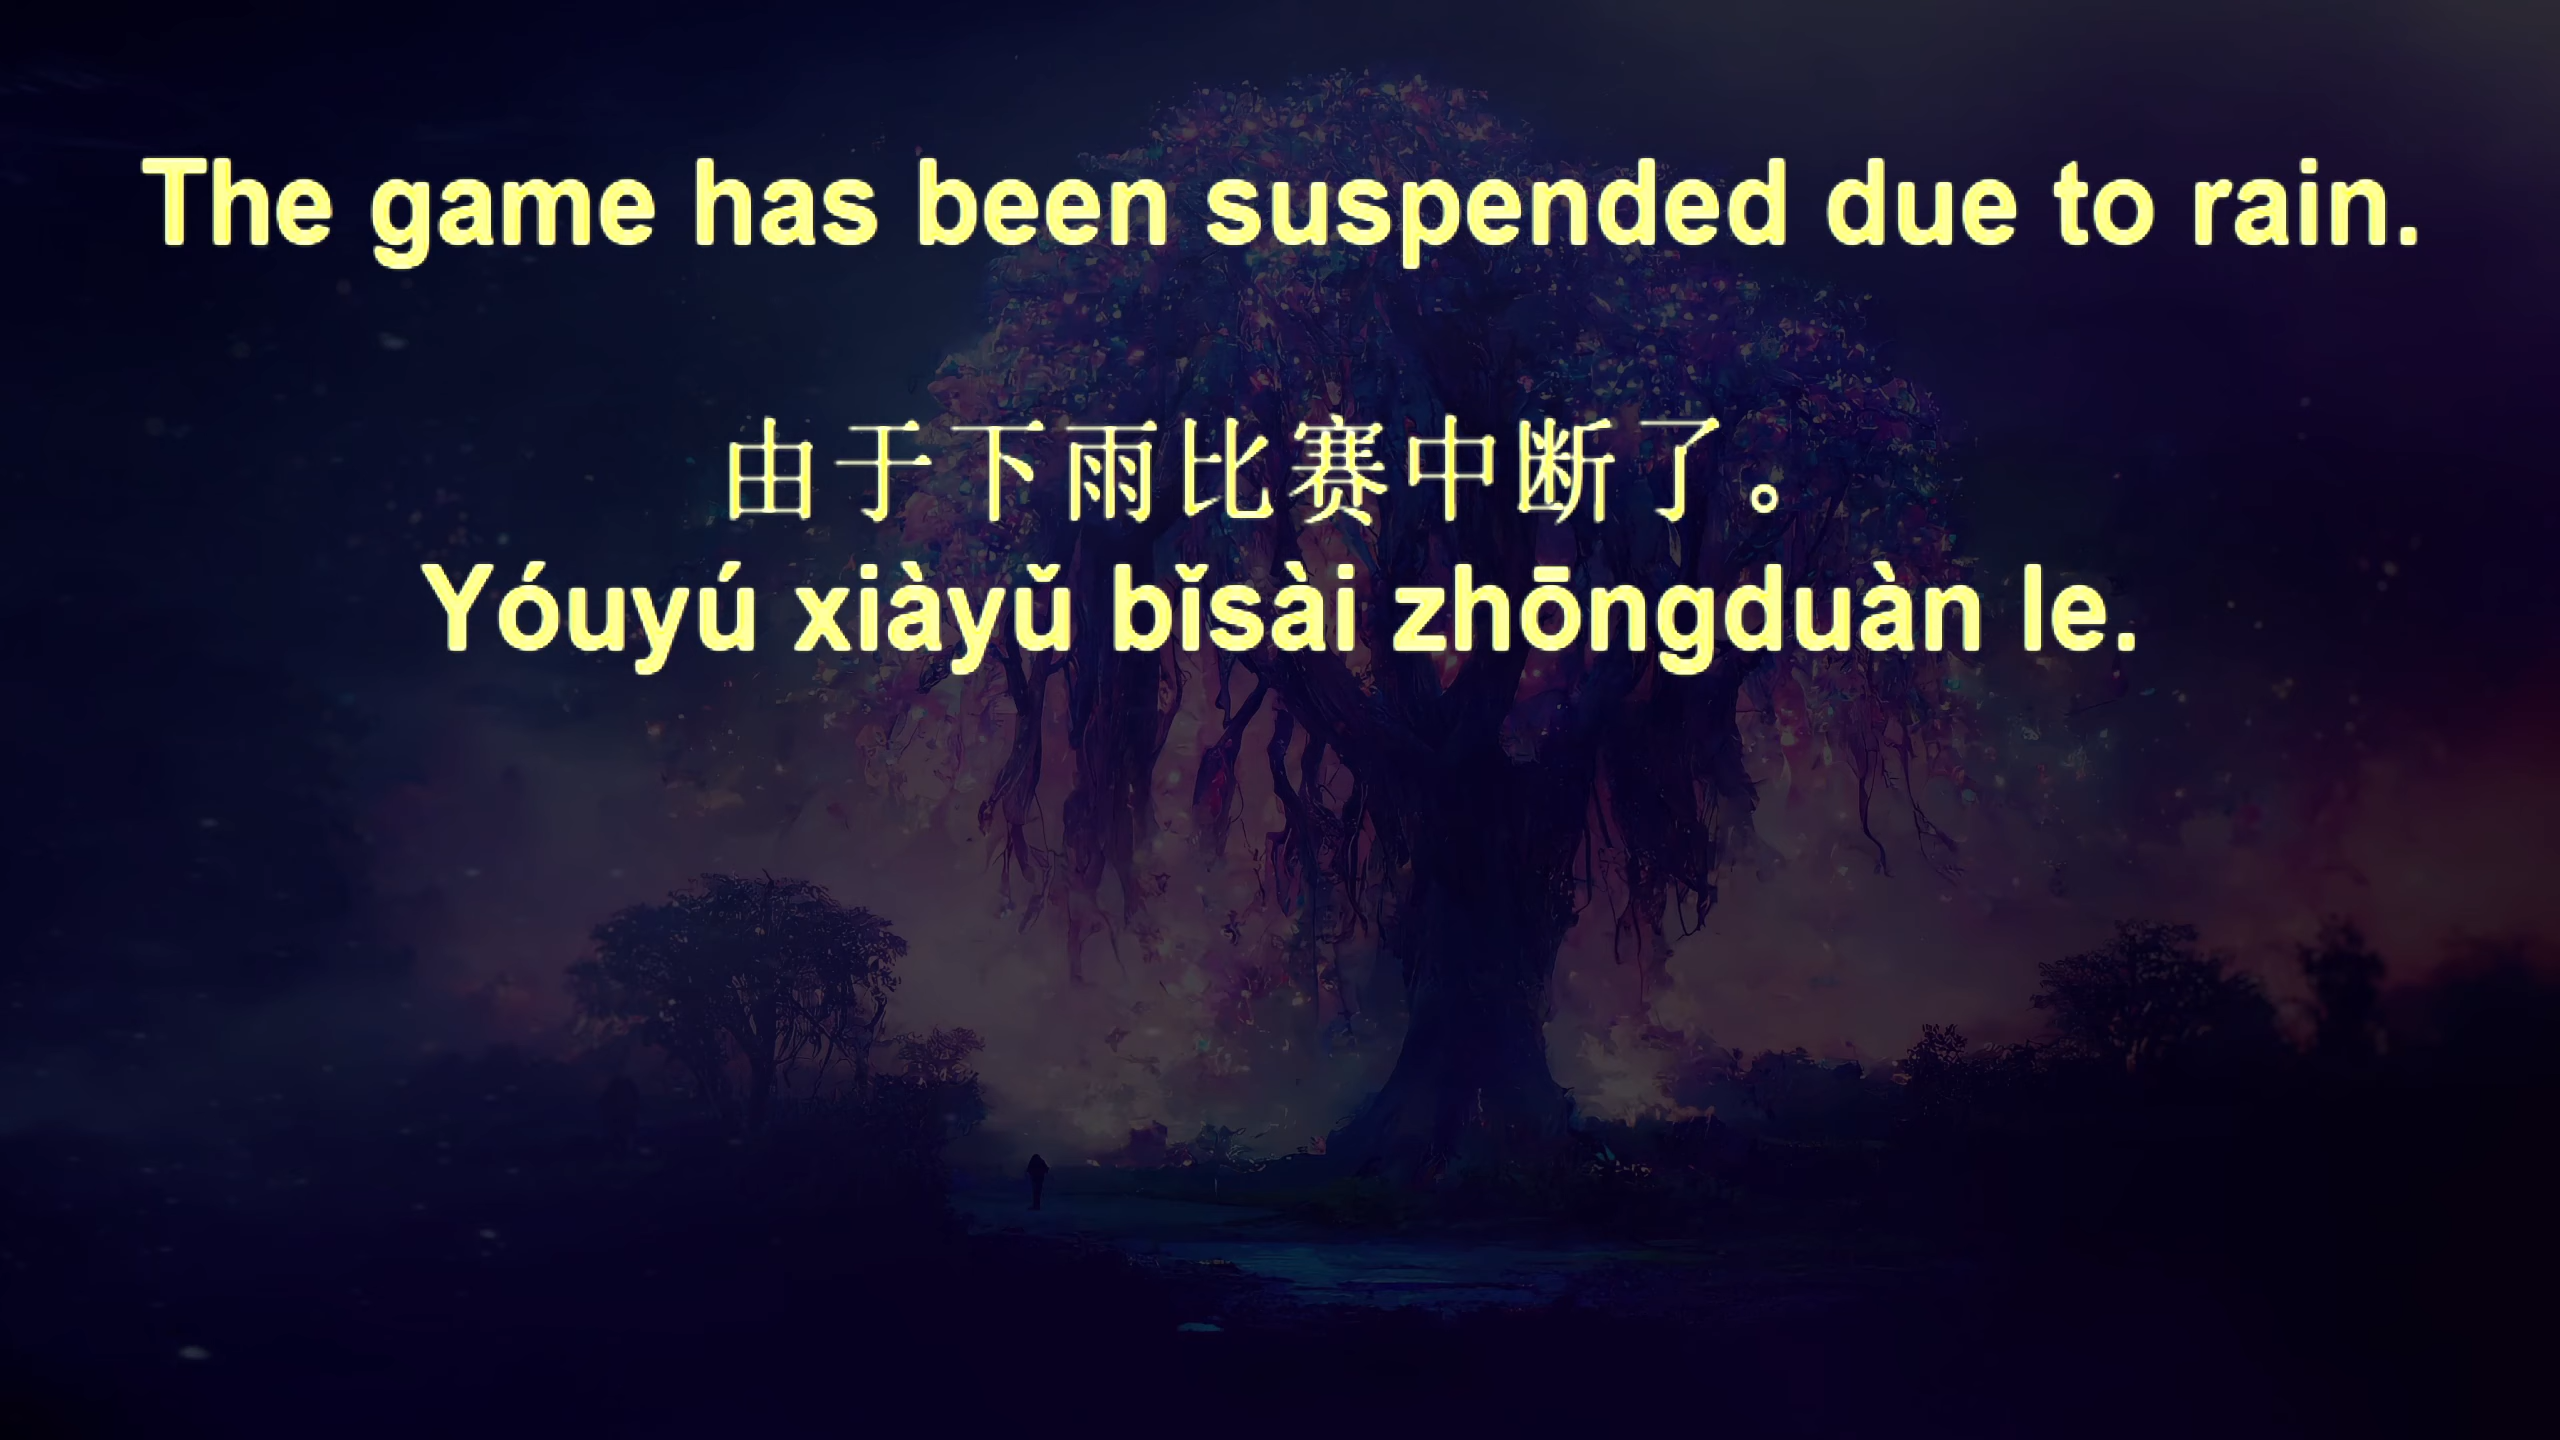 The game has been suspended due to rain.
由于下雨比赛中断了。
Yóuyú xiàyǔ bǐsài zhōngduàn le.